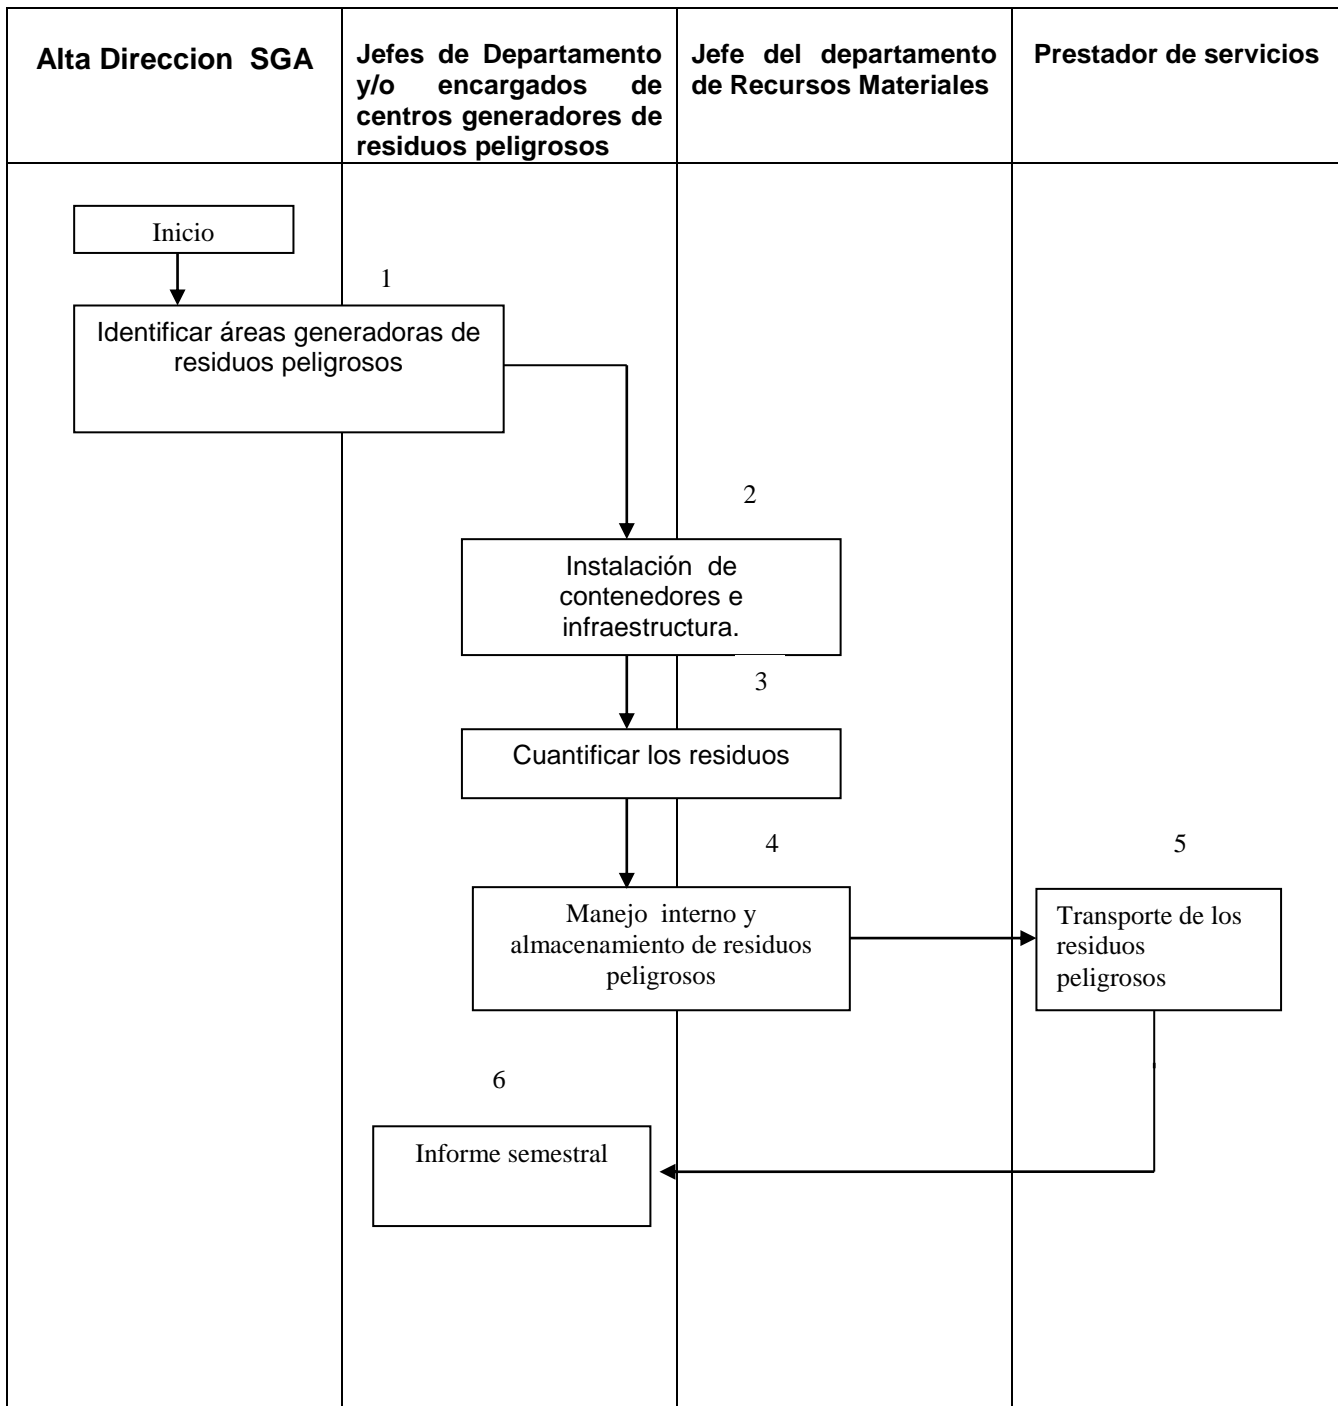 Alta Direccion  SGA
Jefes de Departamento
y/o encargados de
centros generadores de
residuos peligrosos
Jefe del departamento
de Recursos Materiales
Prestador de servicios
Inicio
1
Identificar áreas generadoras de
residuos peligrosos
2
Instalación  de
contenedores e
infraestructura.
3
Cuantificar los residuos
4
Manejo  interno y
almacenamiento de residuos
peligrosos
5
Transporte de los
residuos
peligrosos
6
Informe semestral